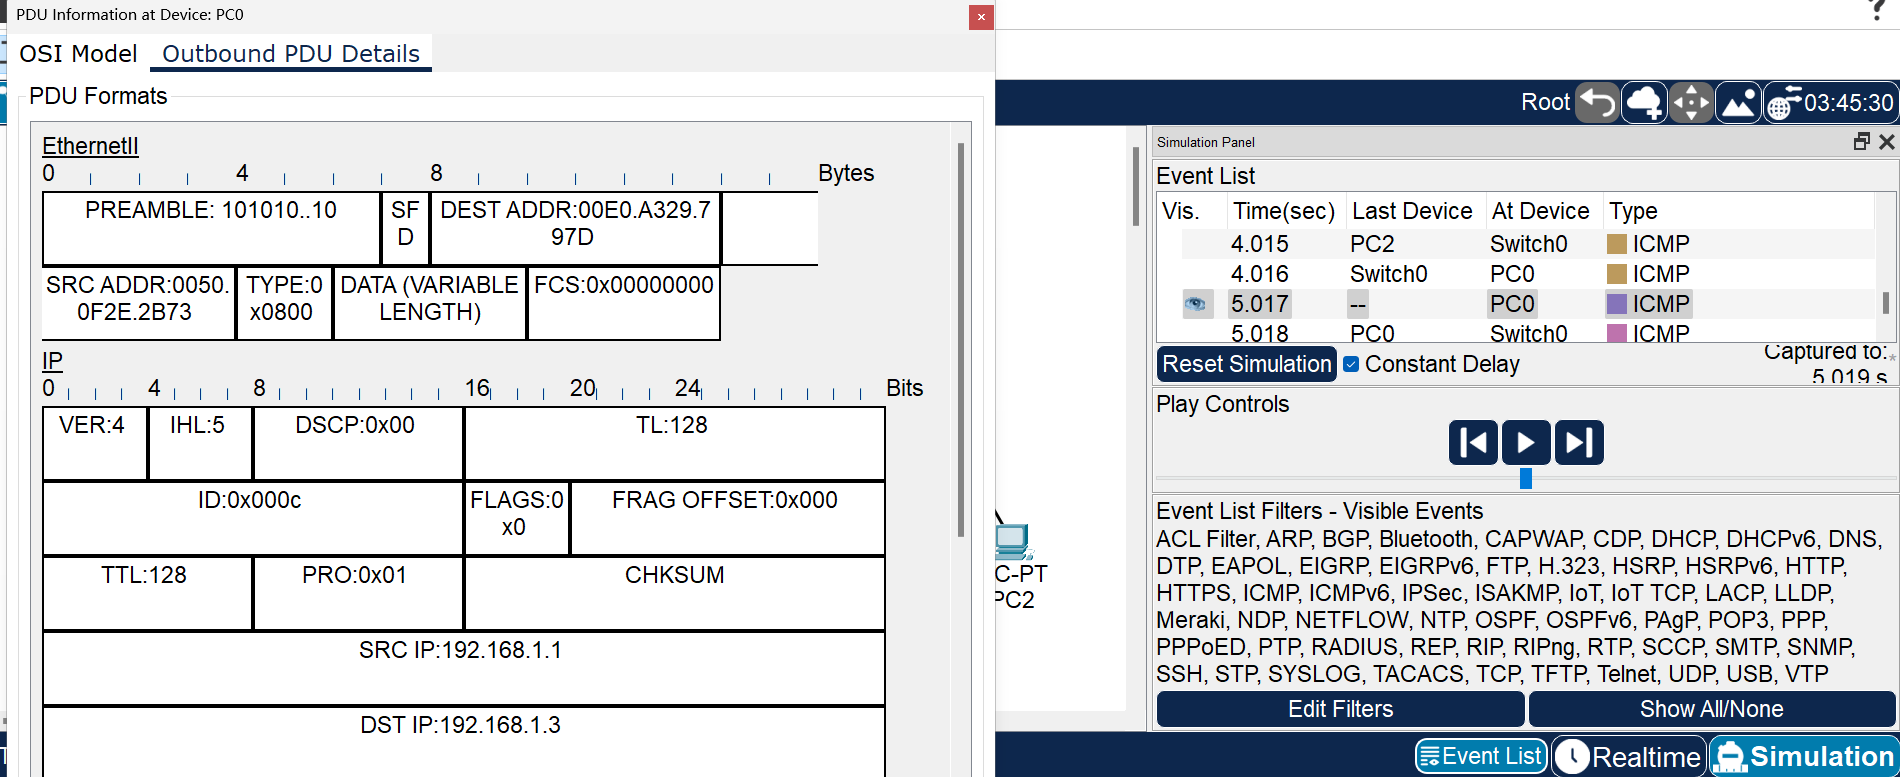 PDU Information at Device: PC0
OSI Model
Outbound PDU Details
PDU Formats
EthernetII
0 4 8 Bytes
PREAMBLE: 101010..10
SF
D
DEST ADDR:00E0.A329.7
97D
SRC ADDR:0050.
0F2E.2B73
TYPE:0
x0800
DATA (VARIABLE
LENGTH)
FCS:0x00000000
IP
0 4 8 16 20 24 Bits
VER:4
IHL:5
DSCP:0x00
TL:128
ID:0x000c
FLAGS:0
x0
FRAG OFFSET:0x000
TTL:128
PRO:0x01
CHKSUM
SRC IP:192.168.1.1
DST IP:192.168.1.3
C-PT
PC2
?
Root
03:45:30
Simulation Panel
Event List
Vis. Time(sec) Last Device At Device Type
4.015 PC2 Switch0 ICMP
4.016 Switch0 PC0 ICMP
5.017 -- PC0 ICMP
5.018 PC0 Switch0 ICMP
Reset Simulation
Constant Delay
Captured to: *
5.019 s
Play Controls
Event List Filters - Visible Events
ACL Filter, ARP, BGP, Bluetooth, CAPWAP, CDP, DHCP, DHCPv6, DNS,
DTP, EAPOL, EIGRP, EIGRPv6, FTP, H.323, HSRP, HSRPv6, HTTP,
HTTPS, ICMP, ICMPv6, IPSec, ISAKMP, IoT, IoT TCP, LACP, LLDP,
Meraki, NDP, NETFLOW, NTP, OSPF, OSPFv6, PAgP, POP3, PPP,
PPPoED, PTP, RADIUS, REP, RIP, RIPng, RTP, SCCP, SMTP, SNMP,
SSH, STP, SYSLOG, TACACS, TCP, TFTP, Telnet, UDP, USB, VTP
Edit Filters
Show All/None
Event List
Realtime
Simulation